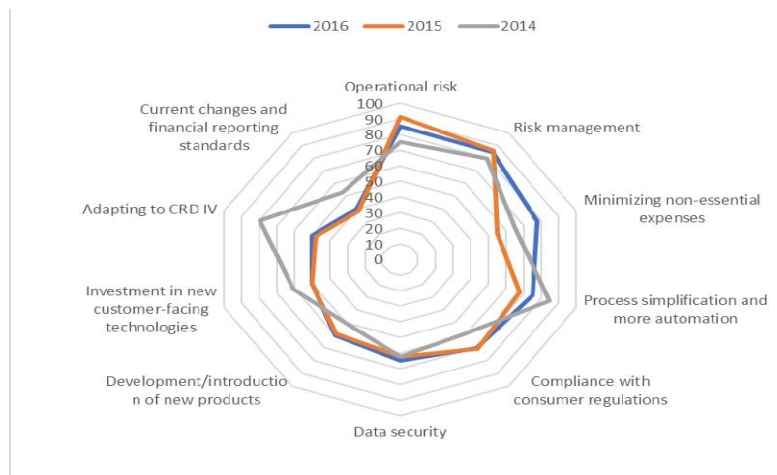 2016 2015 2014
Operational risk
100
90
80
70
60
50
40
30
20
10
0
Risk management
Minimizing non-essential
expenses
Process simplification and
more automation
Compliance with
consumer regulations
Data security
Development/introductio
n of new products
Investment in new
customer-facing
technologies
Adapting to CRD IV
Current changes and
financial reporting
standards